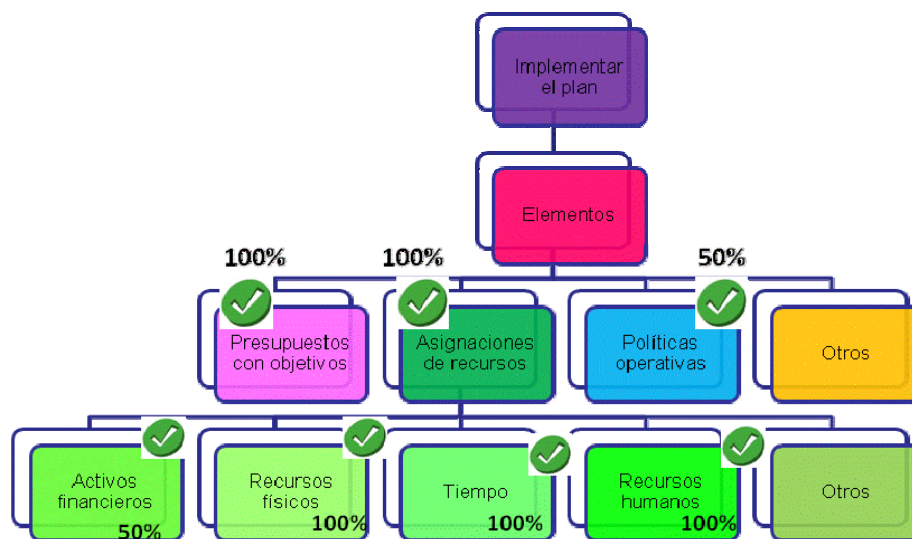 Implementar
el plan
Elementos
100%
100%
50%
Presupuestos
con objetivos
Asignaciones
de recursos
Políticas
operativas
Otros
Activos
financieros
50%
Recursos
físicos
100%
Tiempo
100%
Recursos
humanos
100%
Otros